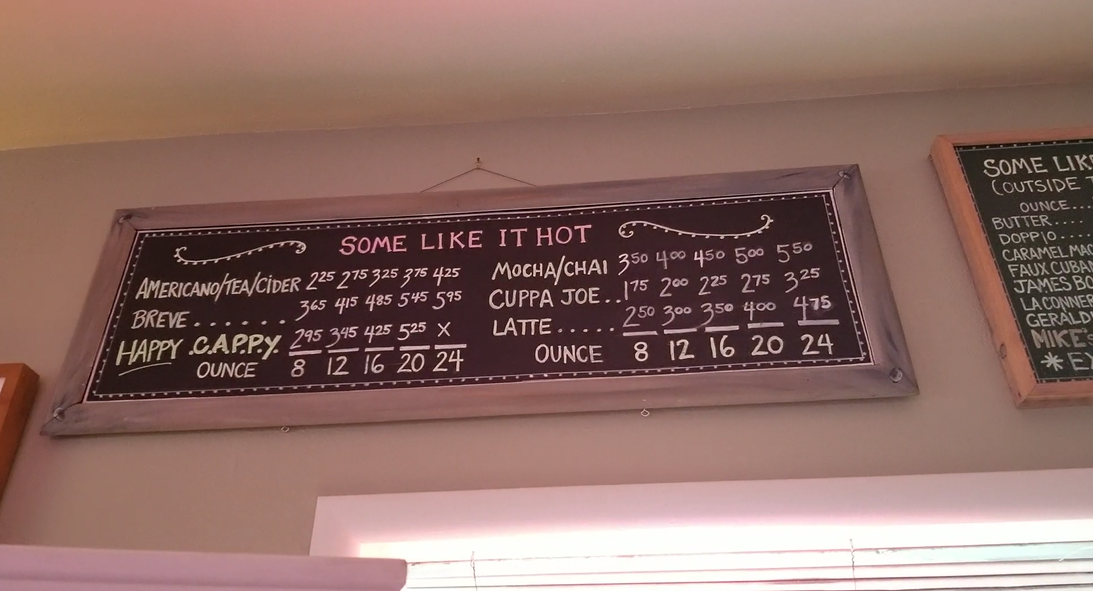 SOME LIKE IT HOT
AMERICANO/TEA/CIDER 225 275 325 375 425
BREVE...... 365 415 485 545 595
HAPPY .C.A.P.P.Y. 295 345 425 525 X
OUNCE 8 12 16 20 24
MOCHA/CHAI 350 400 450 500 550
CUPPA JOE.. 175 200 225 275 325
LATTE..... 250 300 350 400 475
OUNCE 8 12 16 20 24
SOME LIK
(OUTSIDE T
OUNCE...
BUTTER.....
DOPPIO....
CARAMEL MAC
FAUX CUBAN
JAMES BO
LA CONNER
GERALD
MIKE'S
* E